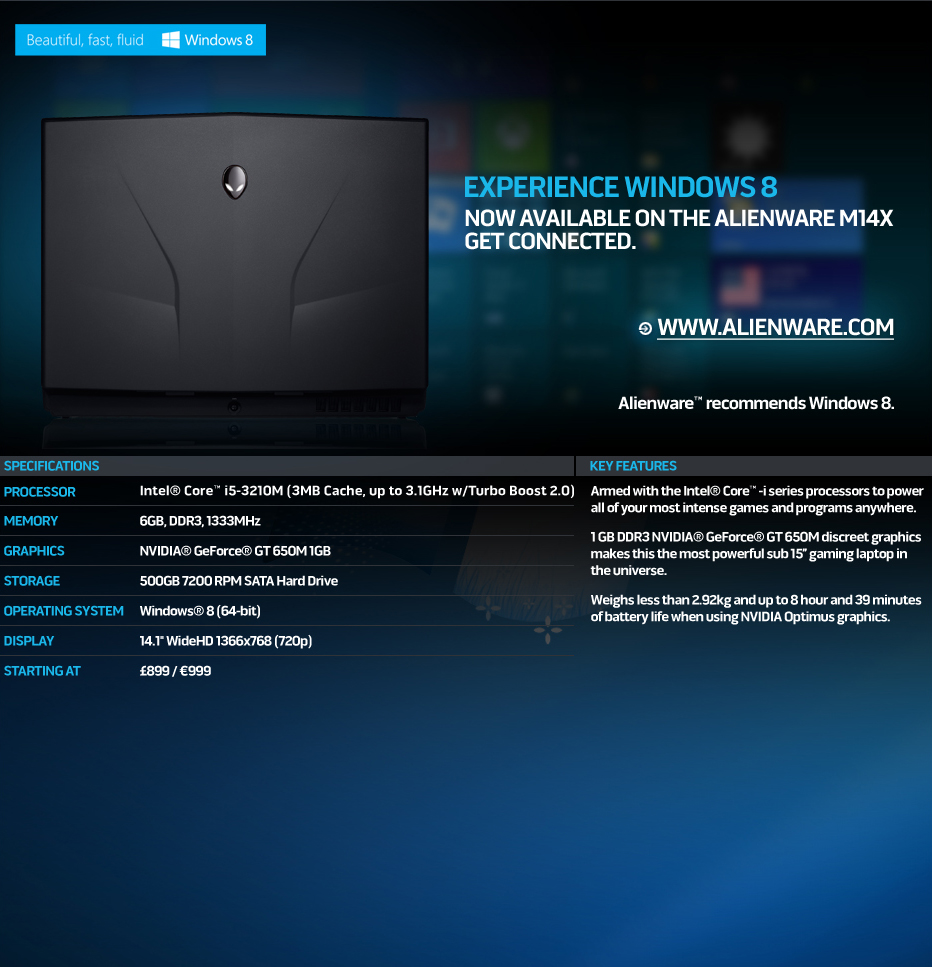 Beautiful, fast, fluid Windows 8
EXPERIENCE WINDOWS 8
NOW AVAILABLE ON THE ALIENWARE M14X
GET CONNECTED.
WWW.ALIENWARE.COM
Alienware™ recommends Windows 8.
SPECIFICATIONS
PROCESSOR Intel® Core™ i5-3210M (3MB Cache, up to 3.1GHz w/Turbo Boost 2.0)
MEMORY 6GB, DDR3, 1333MHz
GRAPHICS NVIDIA® GeForce® GT 650M 1GB
STORAGE 500GB 7200 RPM SATA Hard Drive
OPERATING SYSTEM Windows® 8 (64-bit)
DISPLAY 14.1" WideHD 1366x768 (720p)
STARTING AT £899 / €999
KEY FEATURES
Armed with the Intel® Core™ -i series processors to power
all of your most intense games and programs anywhere.
1 GB DDR3 NVIDIA® GeForce® GT 650M discreet graphics
makes this the most powerful sub 15” gaming laptop in
the universe.
Weighs less than 2.92kg and up to 8 hour and 39 minutes
of battery life when using NVIDIA Optimus graphics.